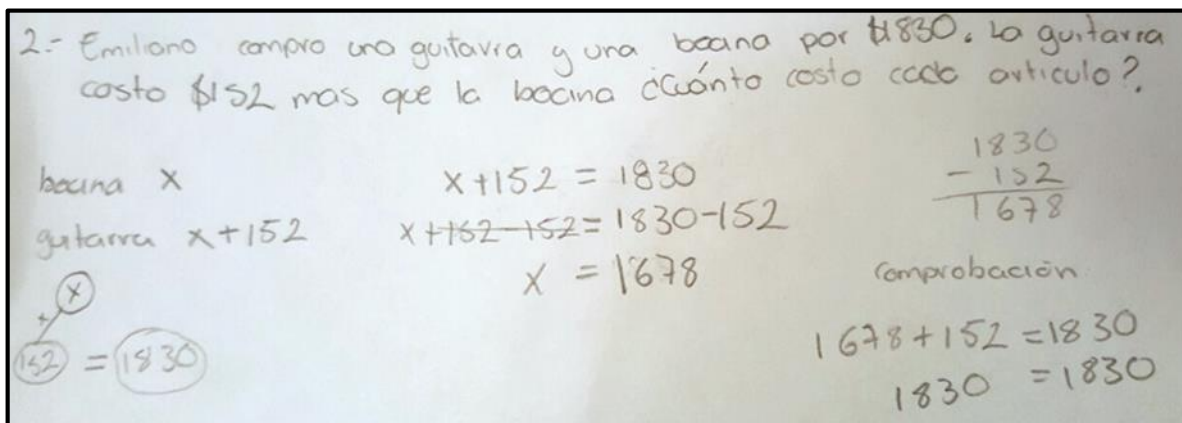 2.- Emiliano compro una guitarra y una bocina por $1830. La guitarra
costo $152 mas que la bocina ¿Cuánto costo cada articulo?.
bocina x
guitarra x+152
x
+
152 = 1830
x+152 = 1830
x+152-152= 1830-152
x = 1678
1830
- 152
1678
comprobación
1678+152 =1830
1830 =1830